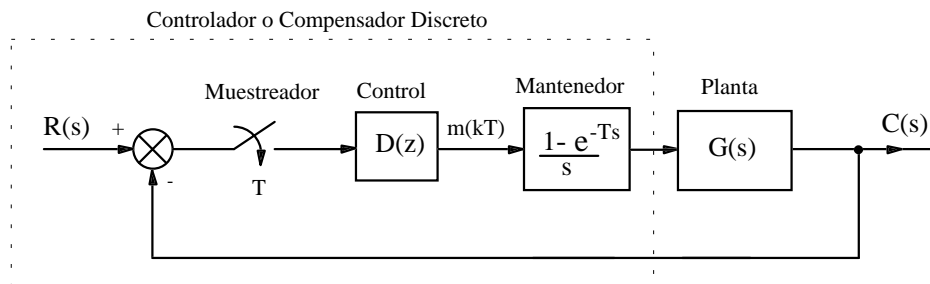 Controlador o Compensador Discreto
Muestreador
Control
Mantenedor
Planta
R(s)
+
-
T
D(z)
m(kT)
1- e-Ts
s
G(s)
C(s)